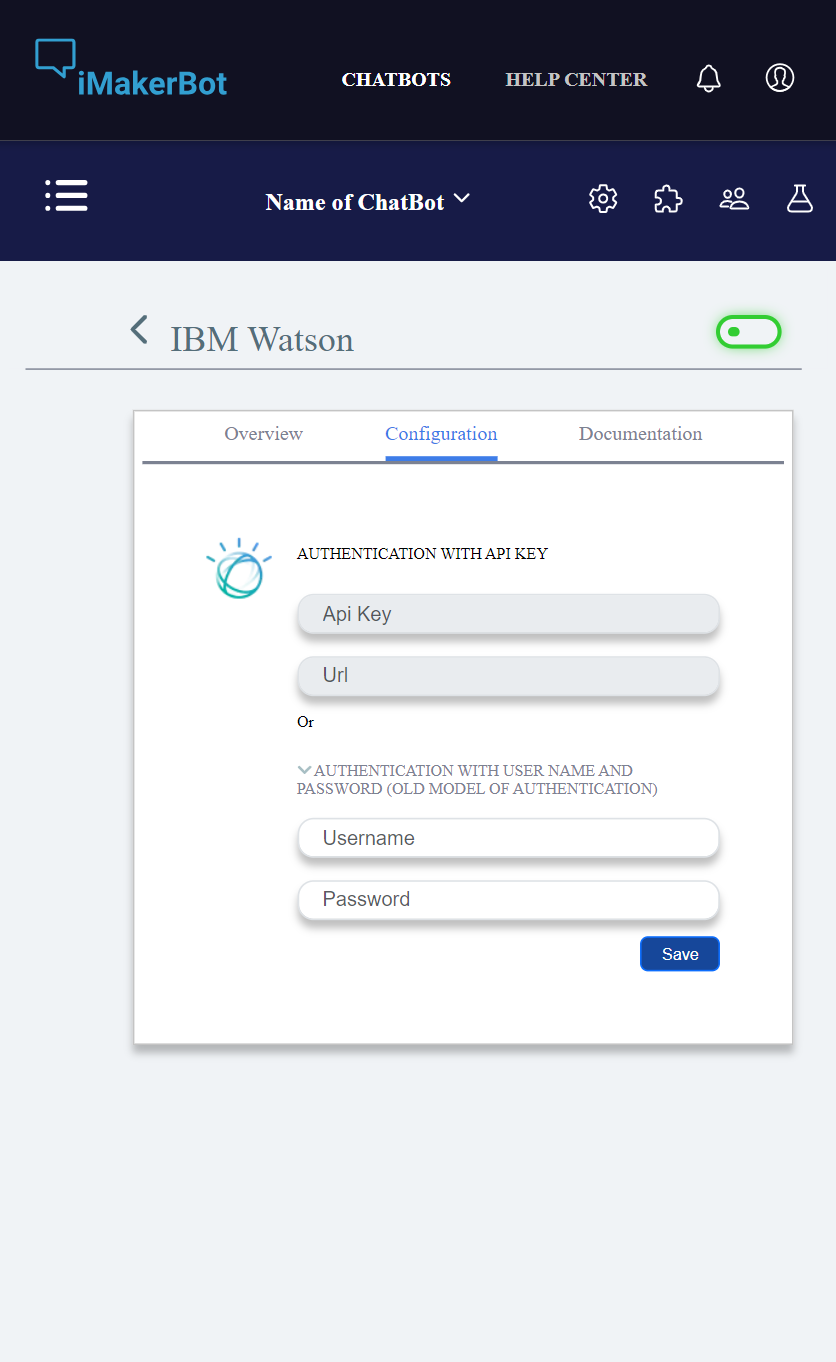 iMakerBot
CHATBOTS
HELP CENTER
Name of ChatBot
IBM Watson
Overview
Configuration
Documentation
AUTHENTICATION WITH API KEY
Api Key
Url
Or
AUTHENTICATION WITH USER NAME AND
PASSWORD (OLD MODEL OF AUTHENTICATION)
Username
Password
Save